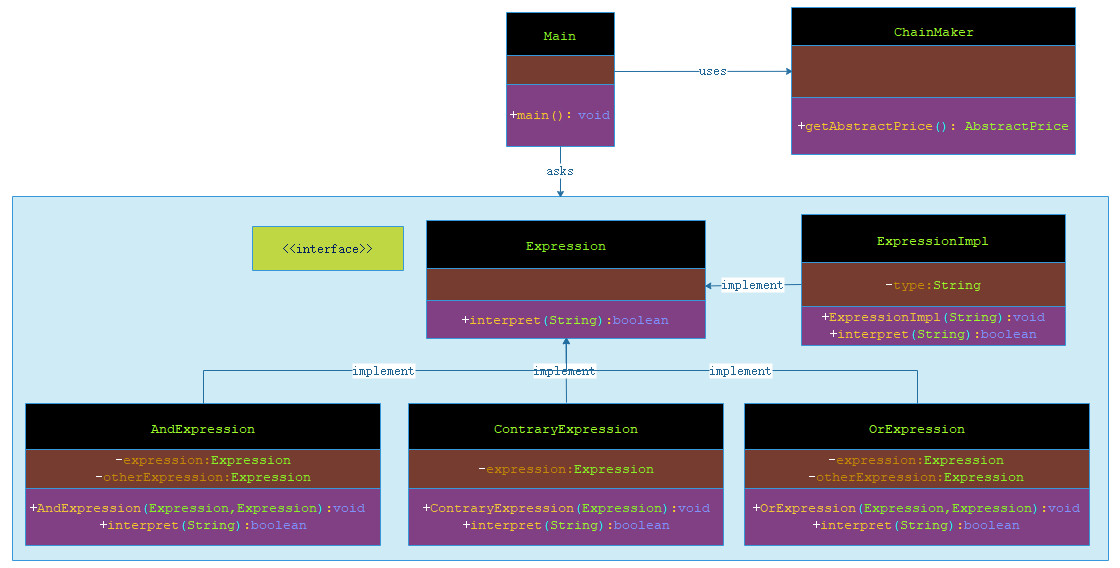 Main
+main(): void
uses
ChainMaker
+getAbstractPrice(): AbstractPrice
asks
<<interface>>
Expression
+interpret(String):boolean
implement
ExpressionImpl
-type:String
+ExpressionImpl(String):void
+interpret(String):boolean
implement
implement
implement
AndExpression
-expression:Expression
-otherExpression:Expression
+AndExpression(Expression,Expression):void
+interpret(String):boolean
ContraryExpression
-expression:Expression
+ContraryExpression(Expression):void
+interpret(String):boolean
OrExpression
-expression:Expression
-otherExpression:Expression
+OrExpression(Expression,Expression):void
+interpret(String):boolean